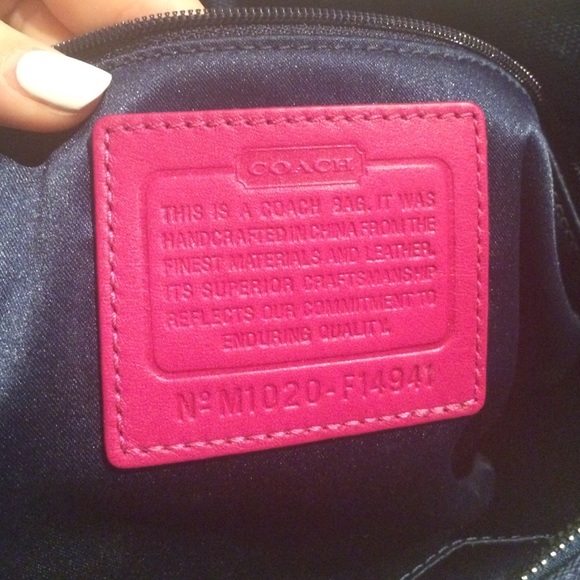 COACH
THIS IS A COACH BAG. IT WAS
HANDCRAFTED IN CHINA FROM THE
FINEST MATERIALS AND LEATHER.
ITS SUPERIOR CRAFTSMANSHIP
REFLECTS OUR COMMITMENT TO
ENDURING QUALITY.
Nº M1020-F14941